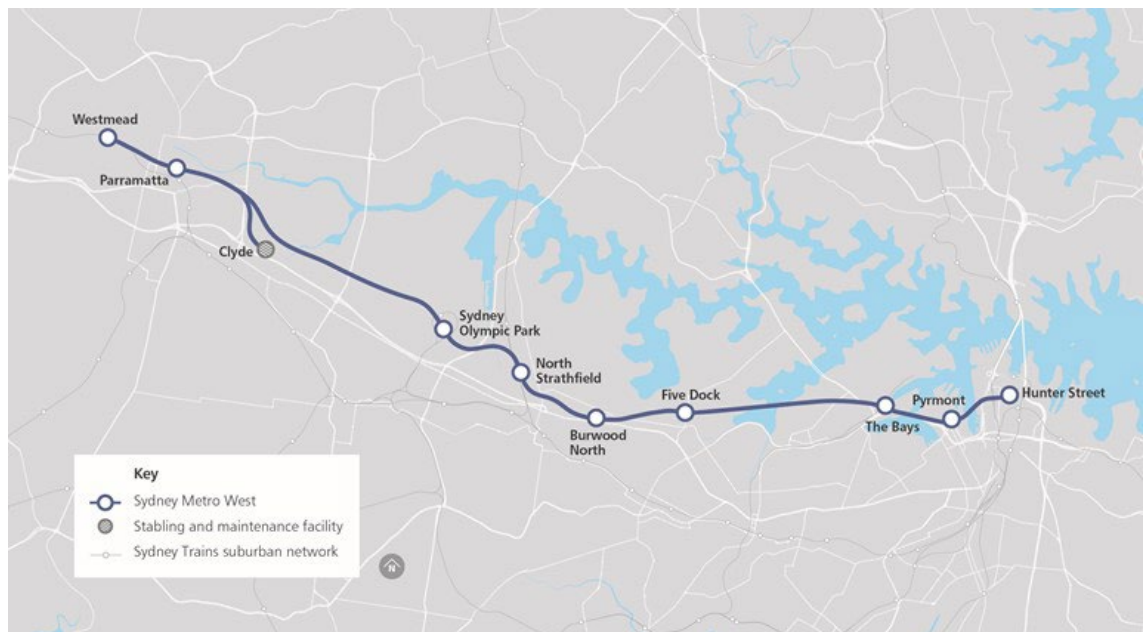 Westmead
Parramatta
Clyde
Sydney
Olympic Park
North
Strathfield
Burwood
North
Five Dock
The Bays
Pyrmont
Hunter Street
Key
Sydney Metro West
Stabling and maintenance facility
Sydney Trains suburban network
N